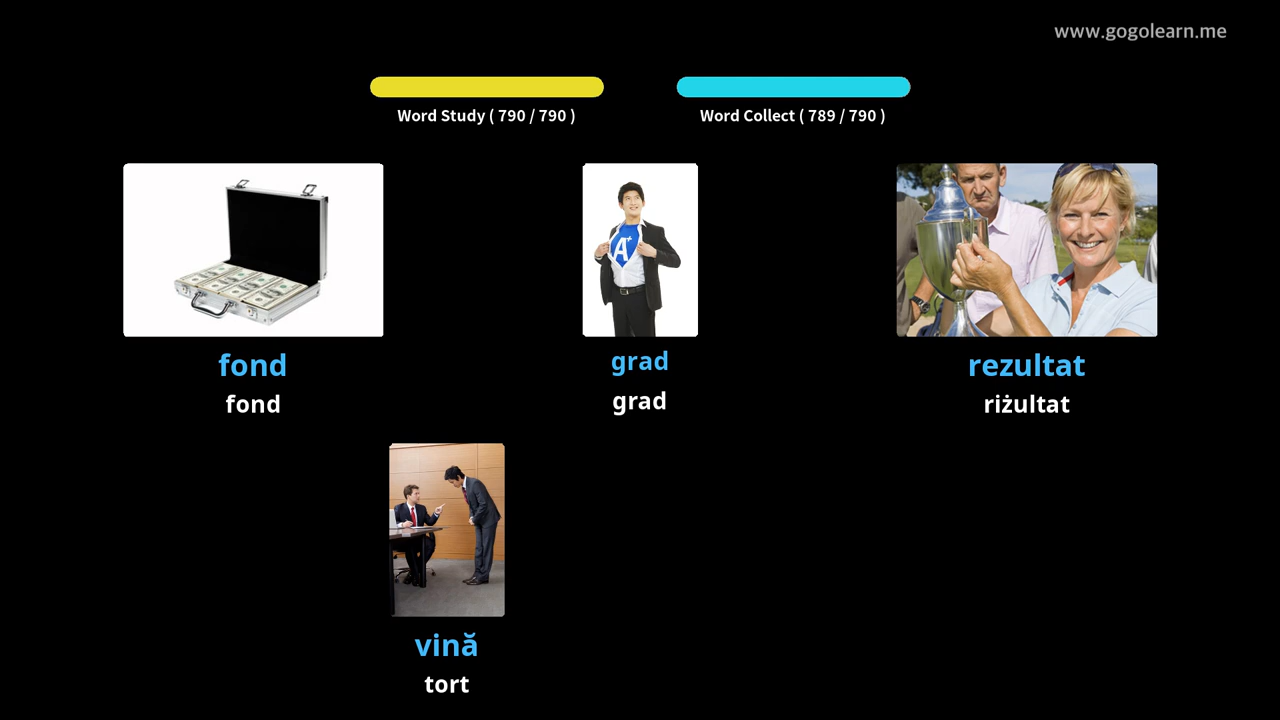 www.gogolearn.me
Word Study ( 790 / 790 )
Word Collect ( 789 / 790 )
A+
fond
fond
grad
grad
rezultat
riżultat
vină
tort